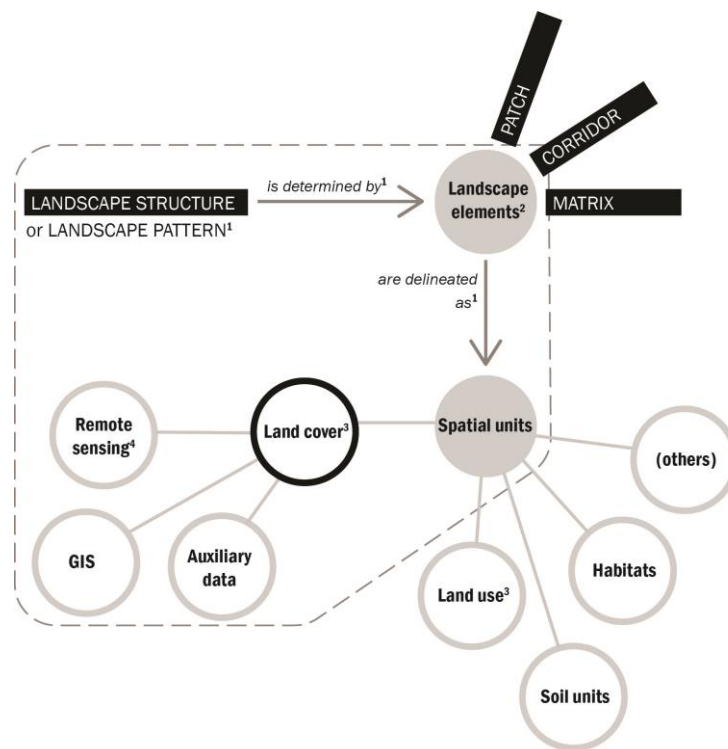 PATCH
CORRIDOR
is determined by¹
LANDSCAPE STRUCTURE
or LANDSCAPE PATTERN¹
Landscape
elements²
MATRIX
are delineated
as¹
Remote
sensing⁴
Land cover³
Spatial units
(others)
GIS
Auxiliary
data
Land use³
Habitats
Soil units